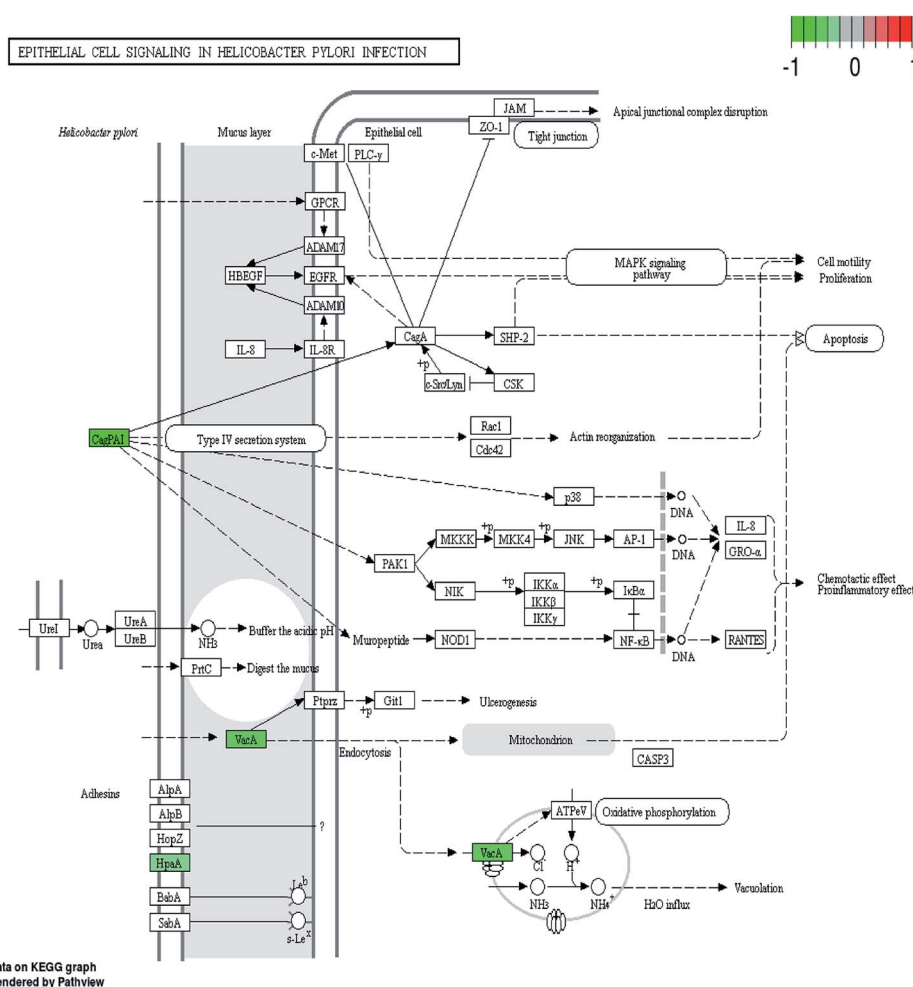 EPITHELIAL CELL SIGNALING IN HELICOBACTER PYLORI INFECTION
-1 0 1
Helicobacter pylori
Mucus layer
Epithelial cell
JAM
Apical junctional complex disruption
ZO-1
Tight junction
c-Met
PLC-γ
GPCR
ADAM17
HBEGF
EGFR
MAPK signaling
pathway
Cell motility
Proliferation
ADAM10
IL-8
IL-8R
CagA
SHP-2
Apoptosis
+p
c-Src/Lyn
CSK
CagPAI
Type IV secretion system
Rac1
Cdc42
Actin reorganization
p38
DNA
IL-8
GRO-α
MKKK
+p
MKK4
+p
JNK
AP-1
DNA
PAK1
NIK
+p
IKKα
IKKβ
IKKγ
+p
IκBα
Chemotactic effect
Proinflammatory effect
UreI
Urea
UreA
UreB
NH3
Buffer the acidic pH
Muropeptide
NOD1
NF-κB
DNA
RANTES
PrtC
Digest the mucus
Ptprz
+p
Git1
Ulcerogenesis
VacA
Endocytosis
Mitochondrion
CASP3
Adhesins
AlpA
AlpB
HopZ
HpaA
BabA
SabA
?
Le b
s-Le x
ATPeV
Oxidative phosphorylation
VacA
Cl-
H+
NH3
NH4+
H2O influx
Vacuolation
ata on KEGG graph
endered by Pathview